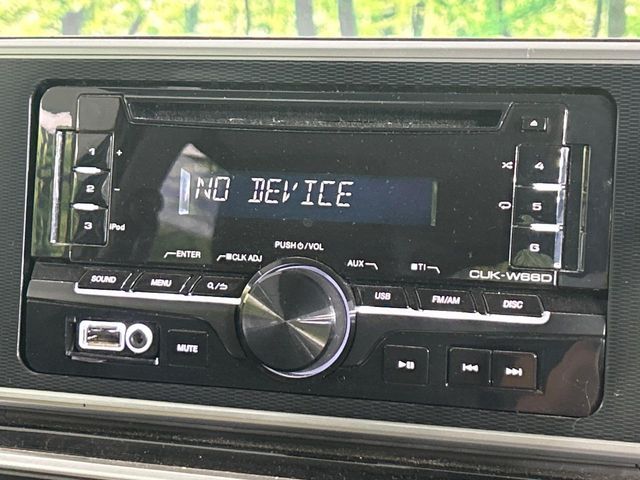 1 +
2 -
3 iPod
4
5
6
NO DEVICE
PUSH⏻/VOL
ENTER
■CLK ADJ
AUX
■TI
CUK-W66D
SOUND
MENU
USB
FM/AM
DISC
MUTE